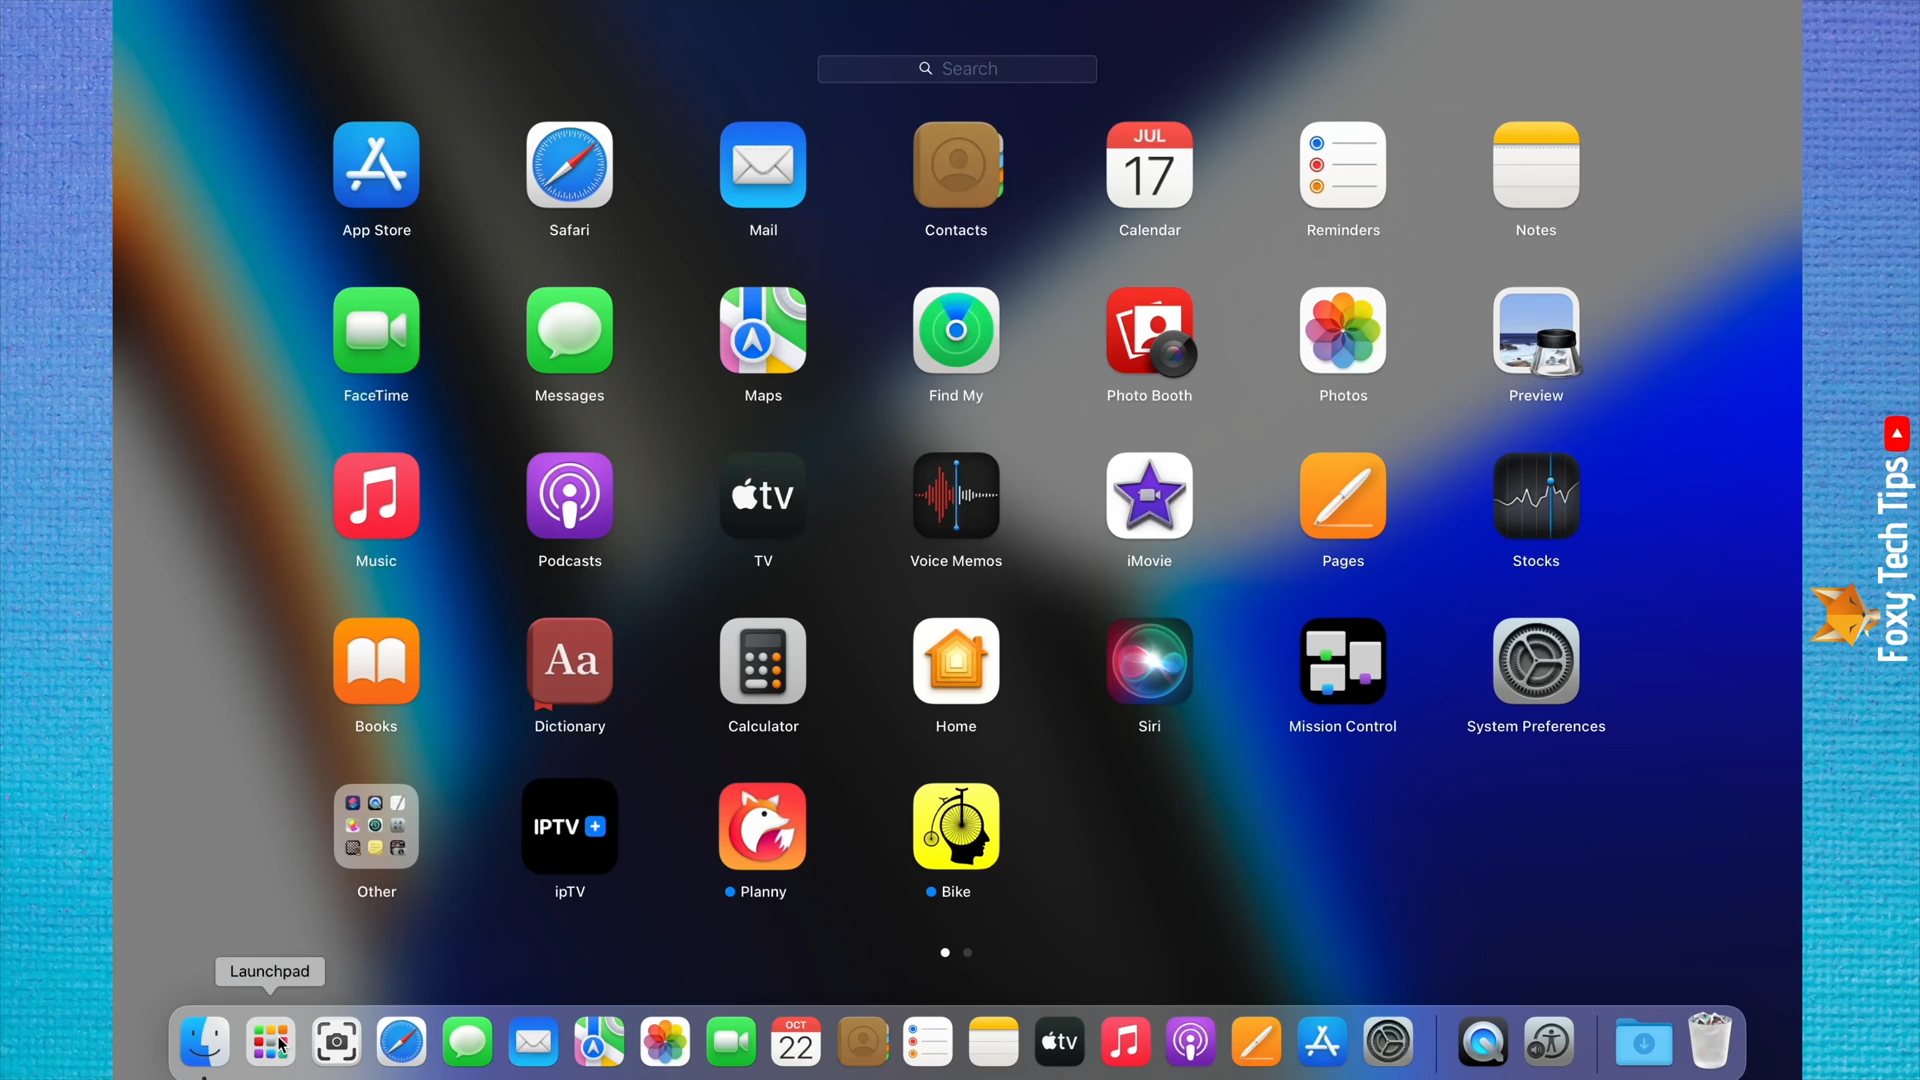 Search
JUL
17
App Store
Safari
Mail
Contacts
Calendar
Reminders
Notes
FaceTime
Messages
Maps
Find My
Photo Booth
Photos
Preview
tv
Music
Podcasts
TV
Voice Memos
iMovie
Pages
Stocks
Aa
Books
Dictionary
Calculator
Home
Siri
Mission Control
System Preferences
IPTV
Other
ipTV
Planny
Bike
Launchpad
OCT
22
tv
Foxy Tech Tips